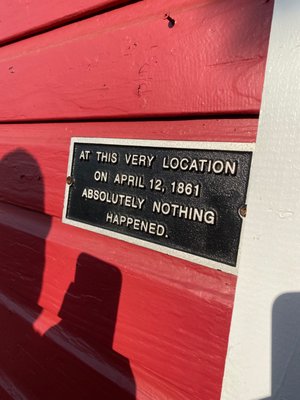 AT THIS VERY LOCATION
ON APRIL 12, 1861
ABSOLUTELY NOTHING
HAPPENED.